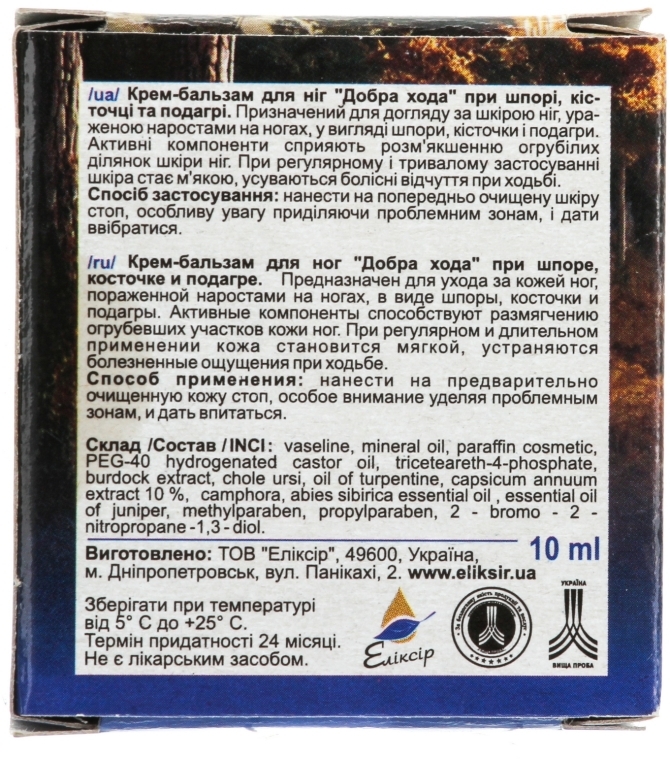 /ua/ Крем-бальзам для ніг "Добра хода" при шпорі, кіс-
точці та подагрі. Призначений для догляду за шкірою ніг, ура-
женою наростами на ногах, у вигляді шпори, кісточки і подагри.
Активні компоненти сприяють розм'якшенню огрубілих
ділянок шкіри ніг. При регулярному і тривалому застосуванні
шкіра стає м'якою, усуваються болісні відчуття при ходьбі.
Спосіб застосування: нанести на попередньо очищену шкіру
стоп, особливу увагу приділяючи проблемним зонам, і дати
ввібратися.
/ru/ Крем-бальзам для ног "Добра хода" при шпоре,
косточке и подагре. Предназначен для ухода за кожей ног,
пораженной наростами на ногах, в виде шпоры, косточки и
подагры. Активные компоненты способствуют размягчению
огрубевших участков кожи ног. При регулярном и длительном
применении кожа становится мягкой, устраняются
болезненные ощущения при ходьбе.
Способ применения: нанести на предварительно
очищенную кожу стоп, особое внимание уделяя проблемным
зонам, и дать впитаться.
Склад /Состав / INCI: vaseline, mineral oil, paraffin cosmetic,
PEG-40 hydrogenated castor oil, triceteareth-4-phosphate,
burdock extract, chole ursi, oil of turpentine, capsicum annuum
extract 10 %, camphora, abies sibirica essential oil , essential oil
of juniper, methylparaben, propylparaben, 2 - bromo - 2 -
nitropropane -1,3 - diol.
Виготовлено: ТОВ "Еліксір", 49600, Україна,
м. Дніпропетровськ, вул. Панікахі, 2. www.eliksir.ua
10 ml
Зберігати при температурі
від 5° С до +25° С.
Термін придатності 24 місяці.
Не є лікарським засобом.
Еліксір
УКРАЇНА
ВИЩА ПРОБА